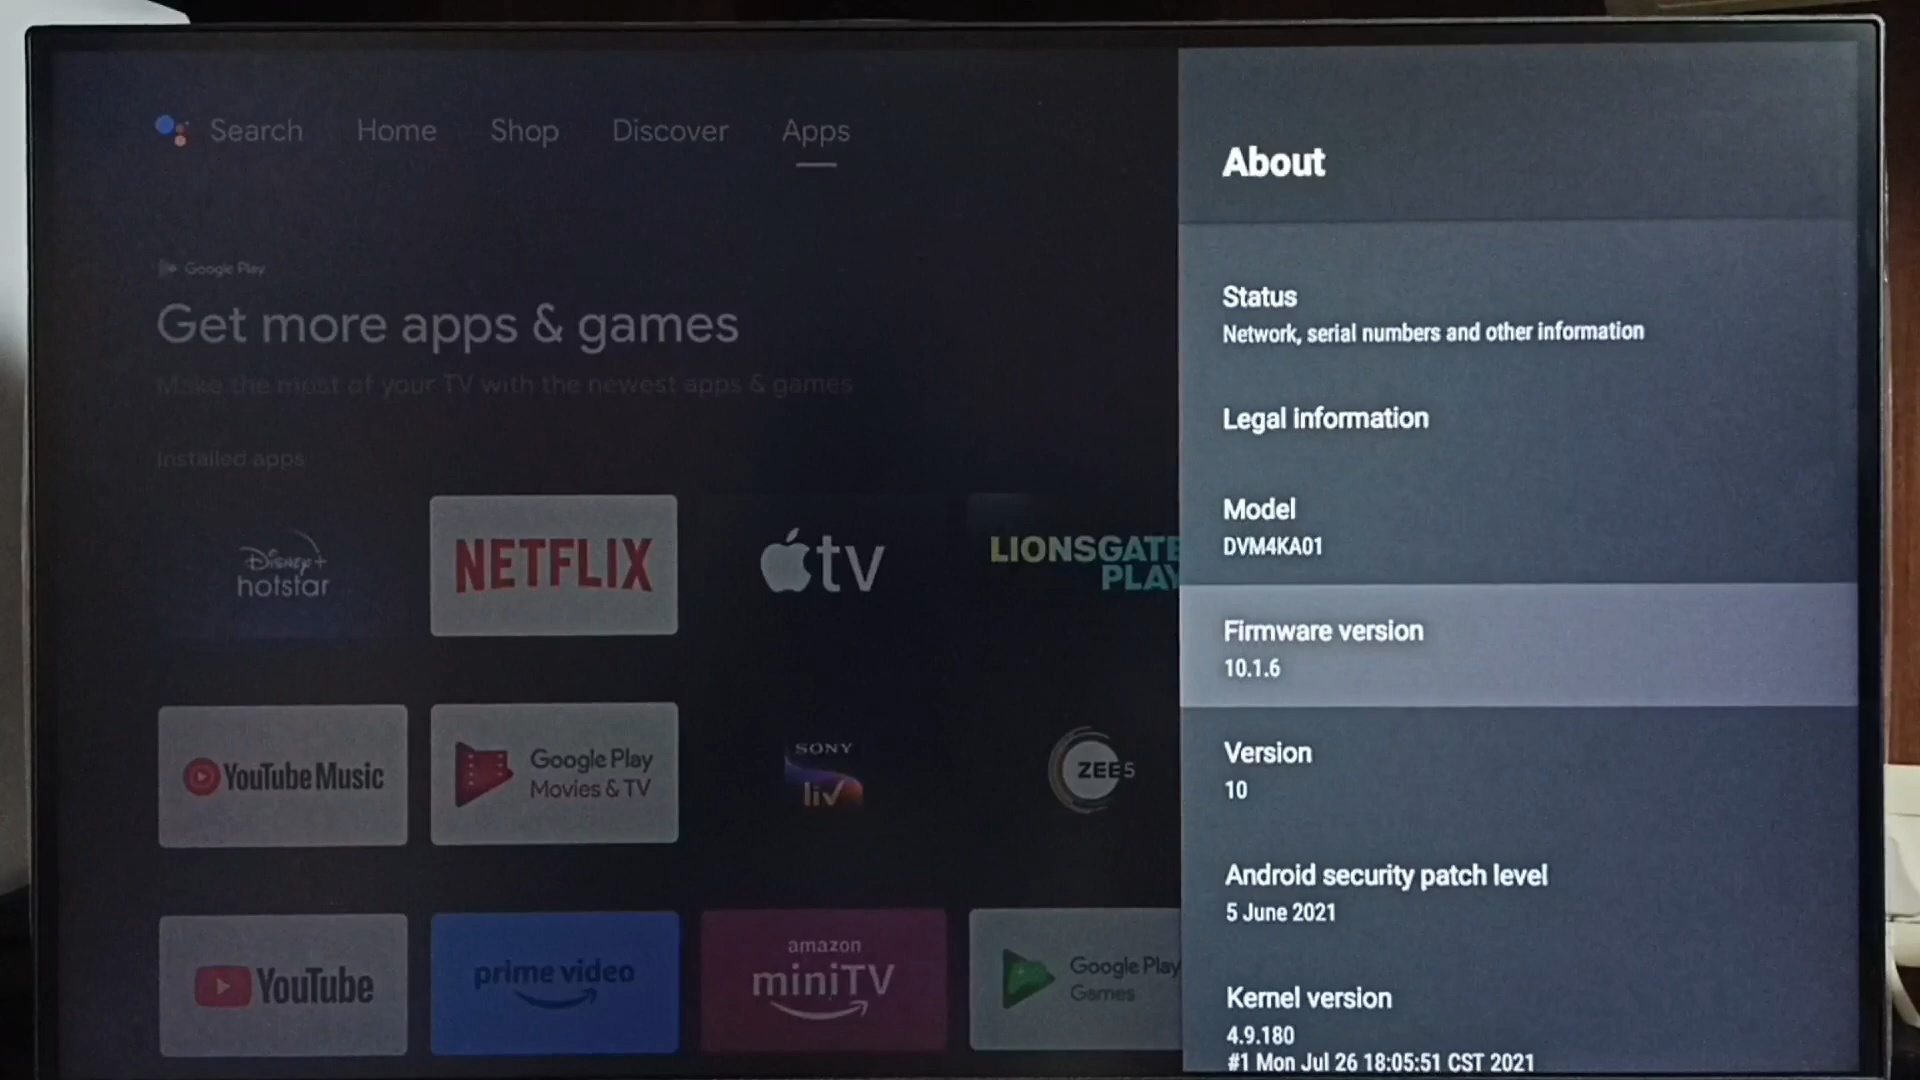 Search Home Shop Discover Apps
Google Play
Get more apps & games
Make the most of your TV with the newest apps & games
Installed apps
Disney+
hotstar
NETFLIX
tv
LIONSGATE
PLAY
YouTube Music
Google Play
Movies & TV
SONY
liv
ZEE5
YouTube
prime video
amazon
miniTV
Google Play
Games
About
Status
Network, serial numbers and other information
Legal information
Model
DVM4KA01
Firmware version
10.1.6
Version
10
Android security patch level
5 June 2021
Kernel version
4.9.180
#1 Mon Jul 26 18:05:51 CST 2021